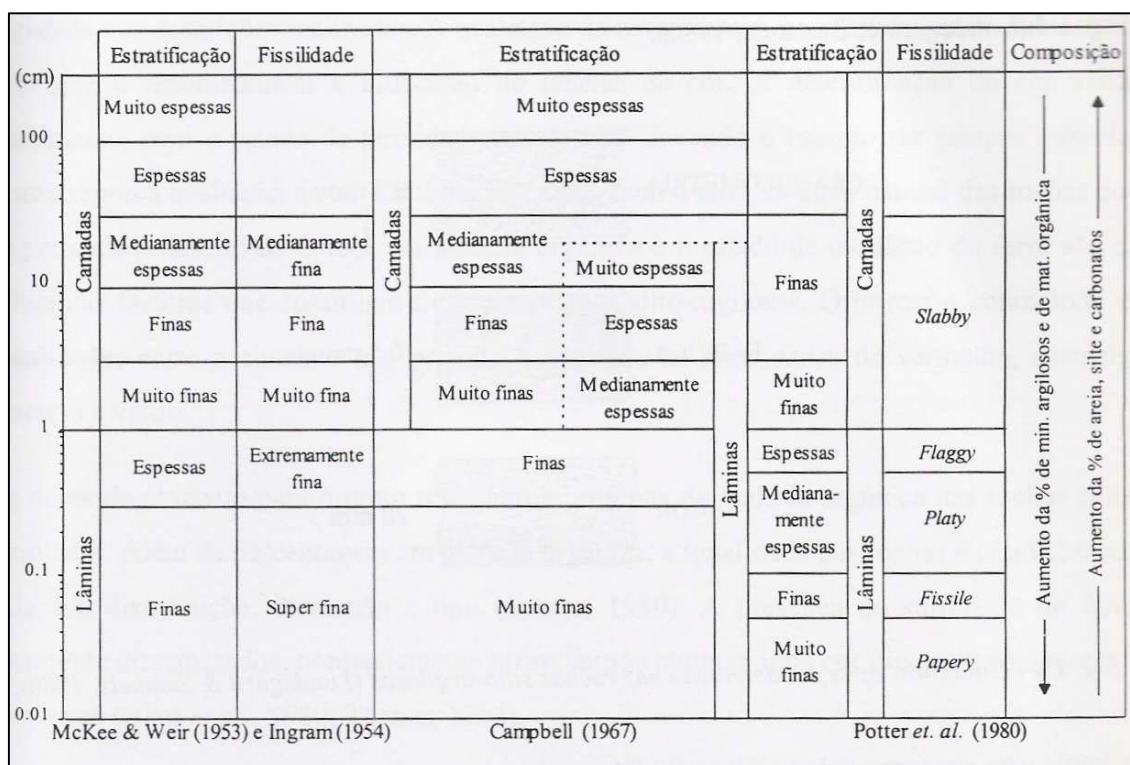 Estratificação Fissilidade Estratificação Estratificação Fissilidade Composição
(cm)
Muito espessas Muito espessas
100
Espessas Espessas
Camadas Camadas Camadas
Medianamente Medianamente Medianamente
espessas fina espessas Muito espessas
10 Finas
Finas Fina Finas Espessas Slabby
Muito finas Muito fina Muito finas Medianamente Muito
espessas finas
1
Espessas Extremamente Finas Espessas Flaggy
fina
Lâminas Lâminas Lâminas
Mediana-
mente Platy
espessas
0.1
Finas Super fina Muito finas Finas Fissile
Muito
finas Papery
0.01
Aumento da % de min. argilosos e de mat. orgânica
Aumento da % de areia, silte e carbonatos
McKee & Weir (1953) e Ingram (1954) Campbell (1967) Potter et. al. (1980)